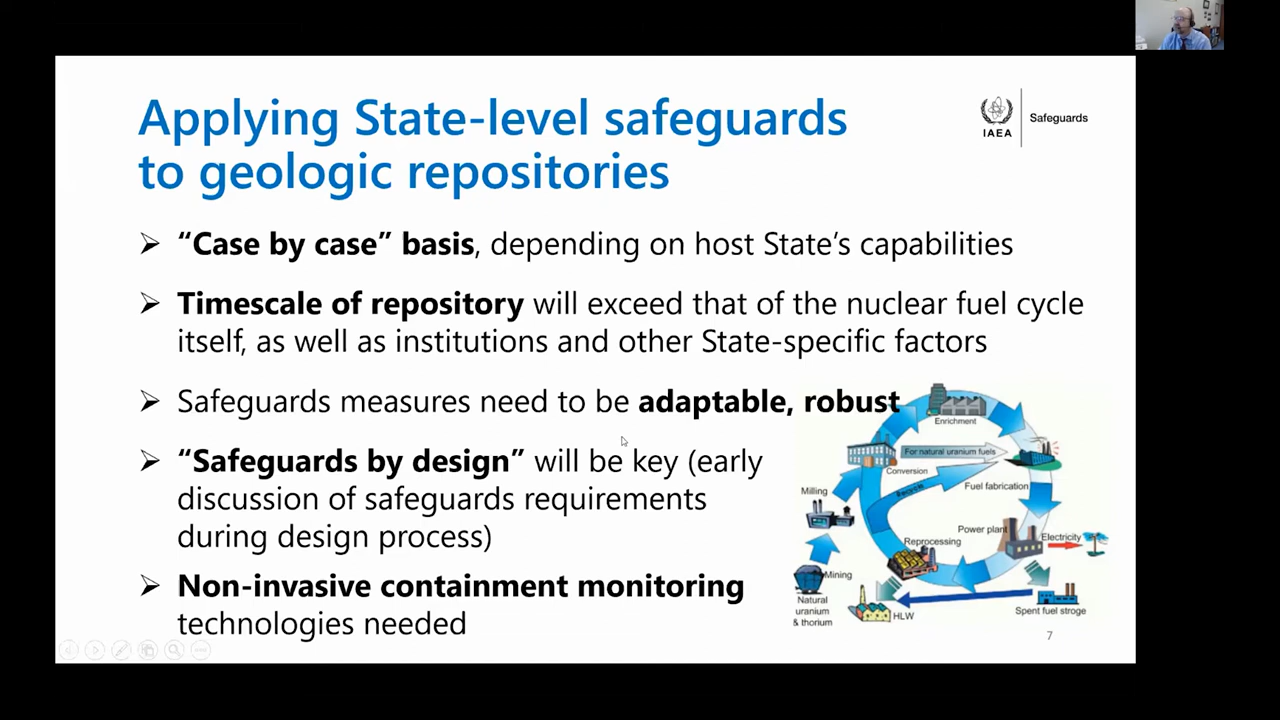 Applying State-level safeguards
to geologic repositories
IAEA
Safeguards
“Case by case” basis, depending on host State’s capabilities
Timescale of repository will exceed that of the nuclear fuel cycle
itself, as well as institutions and other State-specific factors
Safeguards measures need to be adaptable, robust
“Safeguards by design” will be key (early
discussion of safeguards requirements
during design process)
Non-invasive containment monitoring
technologies needed
Enrichment
For natural uranium fuels
Conversion
Recycle
Fuel fabrication
Milling
Power plant
Electricity
Reprocessing
Mining
Natural
uranium
& thorium
HLW
Spent fuel stroge
7